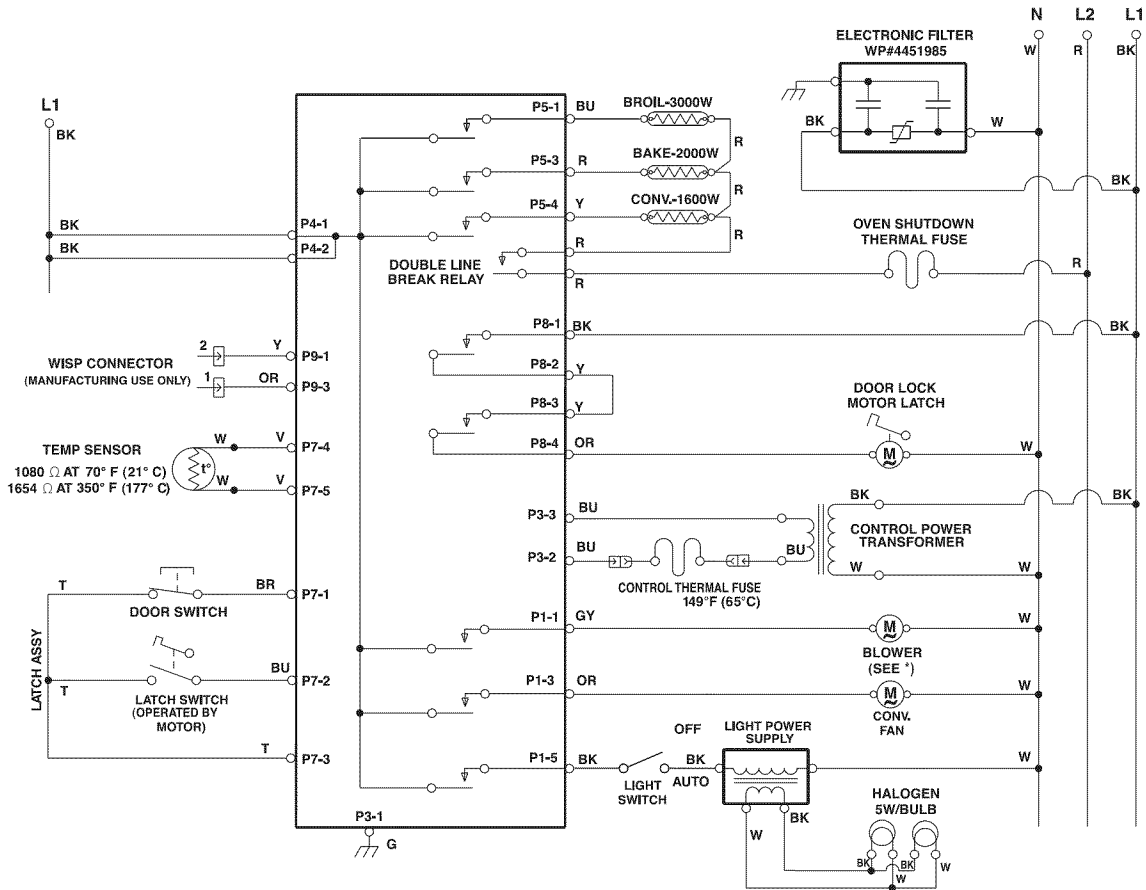 N L2 L1
ELECTRONIC FILTER
WP#4451985
W R BK
L1
BK
P5-1 BU BROIL-3000W
BK W
R
P5-3 R BAKE-2000W
R
BK
P5-4 Y CONV.-1600W
BK P4-1
R
R
OVEN SHUTDOWN
THERMAL FUSE
BK P4-2
DOUBLE LINE
BREAK RELAY
R
R
P8-1 BK BK
2 Y P9-1
WISP CONNECTOR
(MANUFACTURING USE ONLY)
P8-2 Y
1 OR P9-3
DOOR LOCK
MOTOR LATCH
P8-3 Y
TEMP SENSOR
1080 Ω AT 70° F (21° C)
1654 Ω AT 350° F (177° C)
W V P7-4
t°
W V P7-5
P8-4 OR M W
P3-3 BU BK BK
CONTROL POWER
TRANSFORMER
P3-2 BU BU W W
CONTROL THERMAL FUSE
149°F (65°C)
T BR P7-1
DOOR SWITCH
P1-1 GY M W
BLOWER
(SEE *)
LATCH ASSY
T BU P7-2
LATCH SWITCH
(OPERATED BY
MOTOR)
P1-3 OR M W
CONV.
FAN
T P7-3
OFF
LIGHT POWER
SUPPLY
P1-5 BK BK W
AUTO
LIGHT
SWITCH
HALOGEN
5W/BULB
W BK
P3-1
G
BK BK W
W